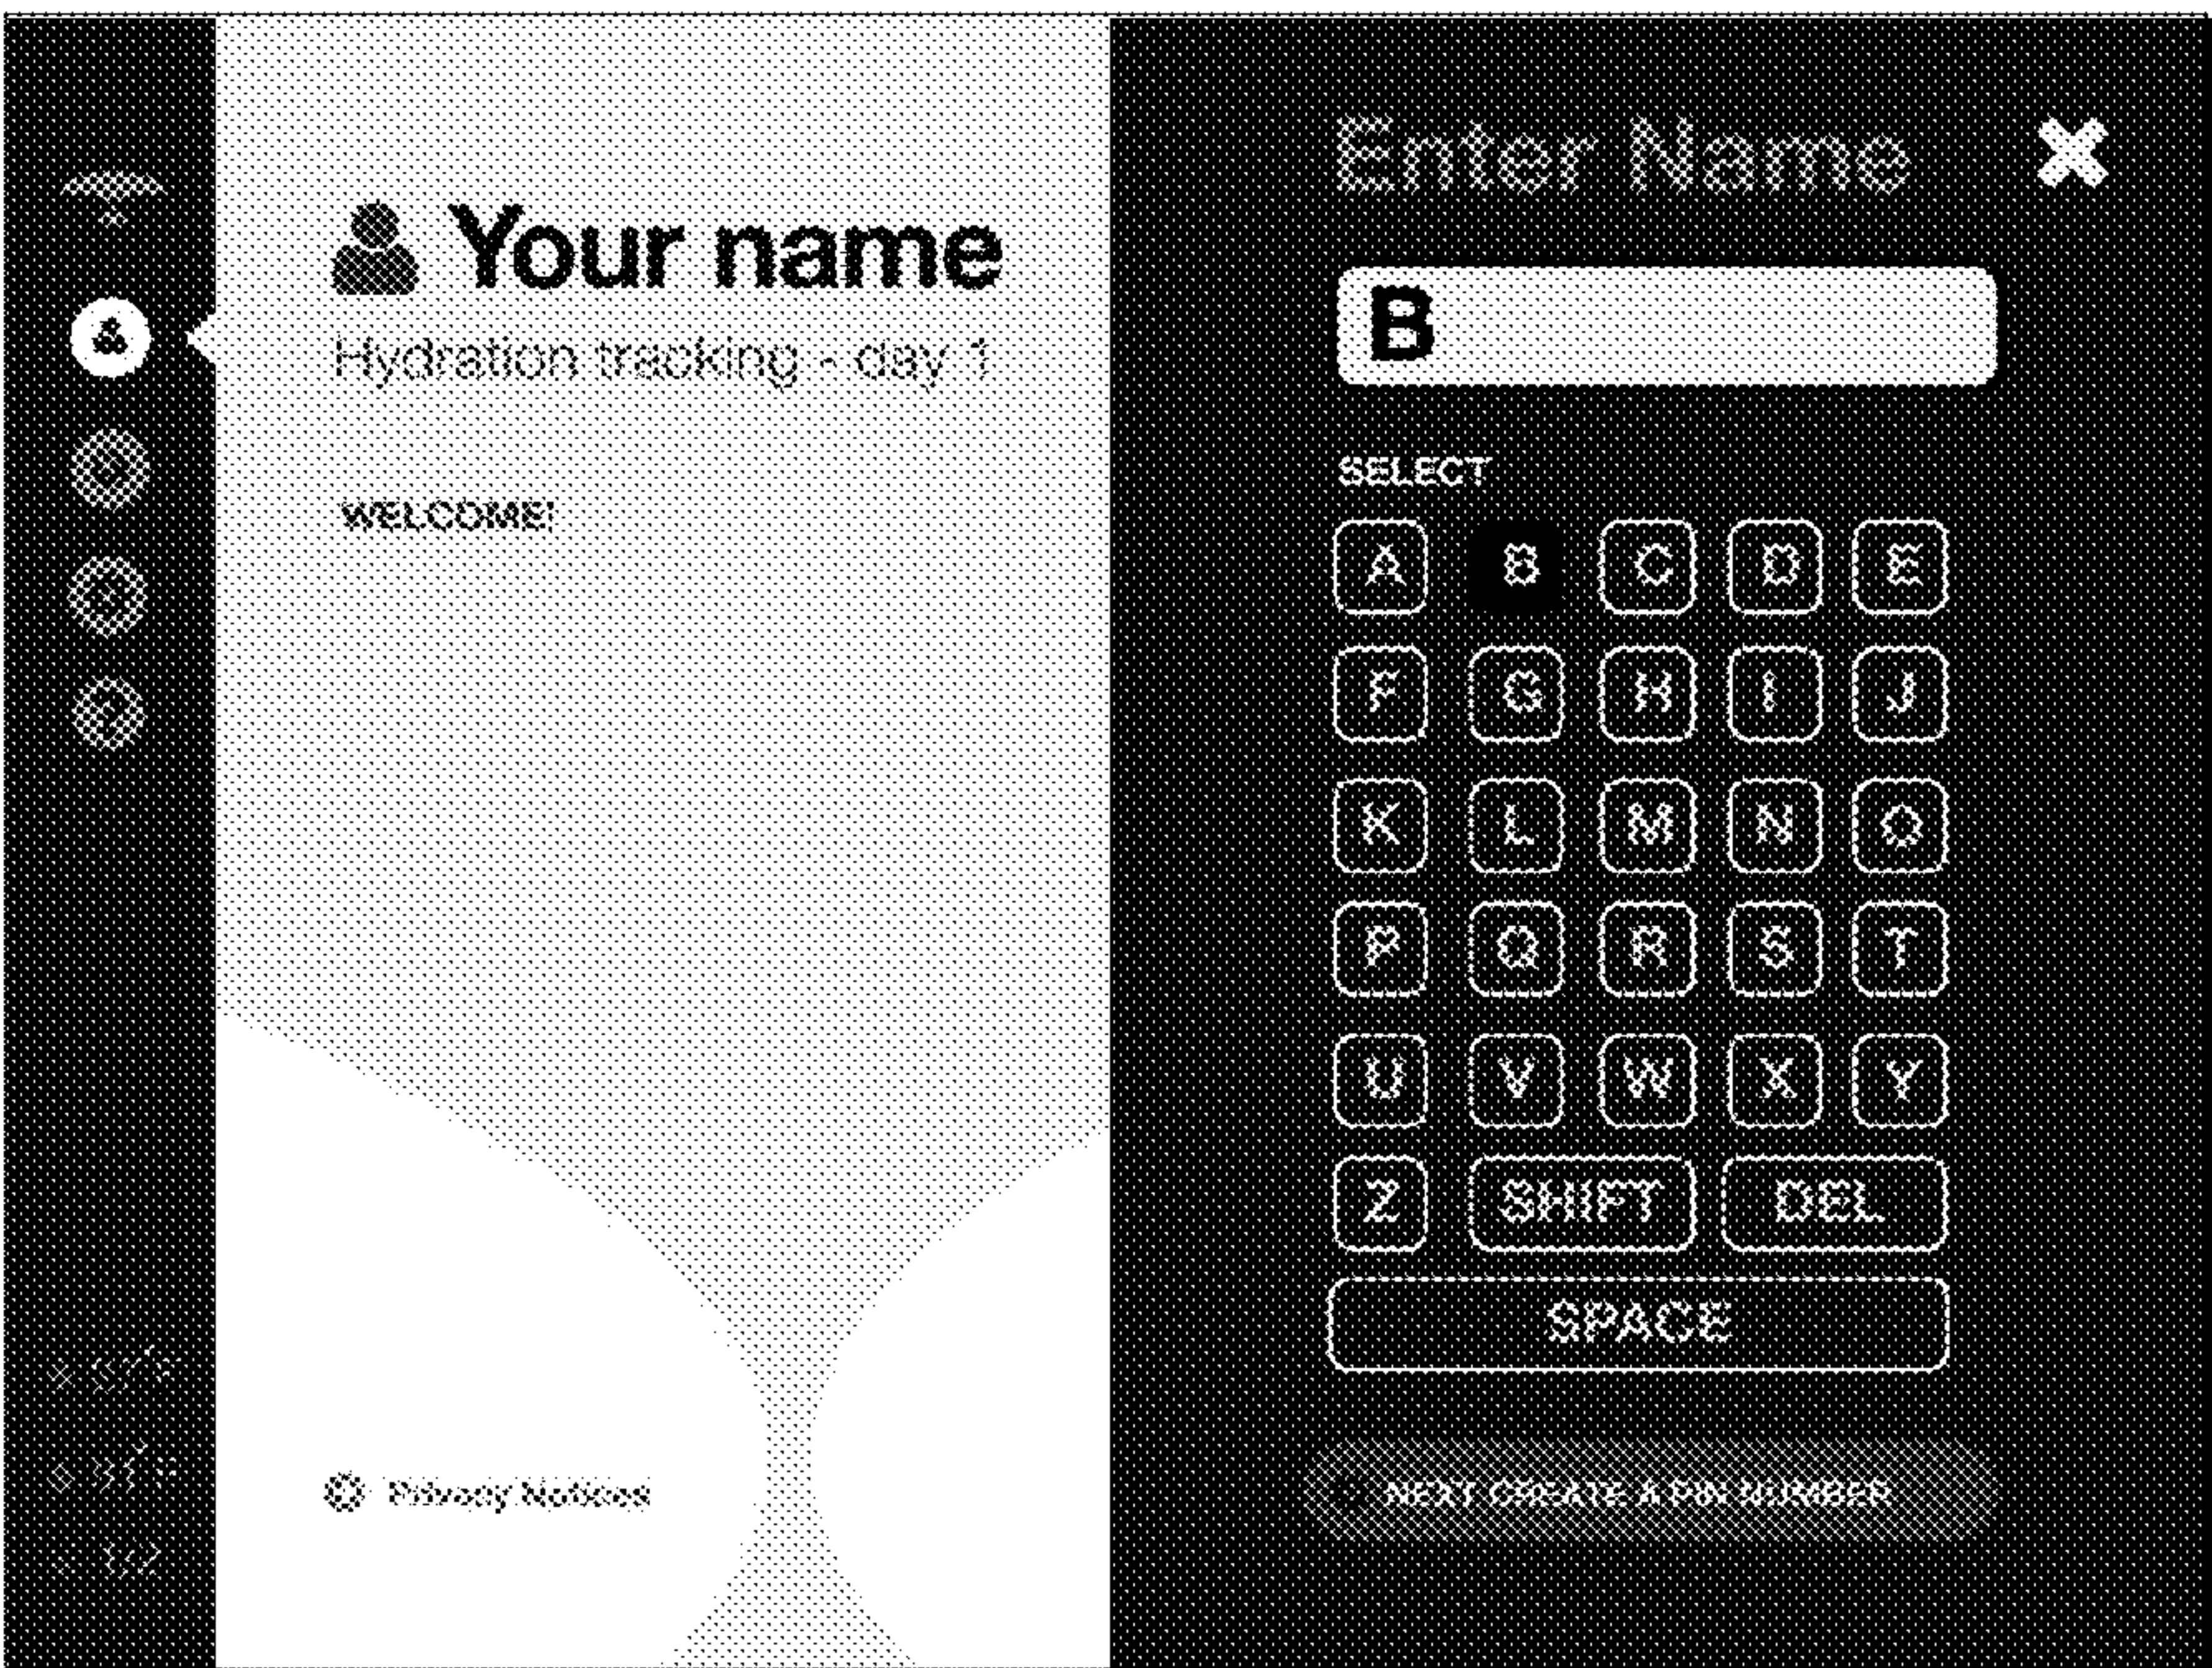 Your name
Hydration tracking - day 1
WELCOME!
Privacy Notices
Enter Name
B
SELECT
A B C D E
F G H I J
K L M N O
P Q R S T
U V W X Y
Z SHIFT DEL
SPACE
NEXT CREATE A PIN NUMBER